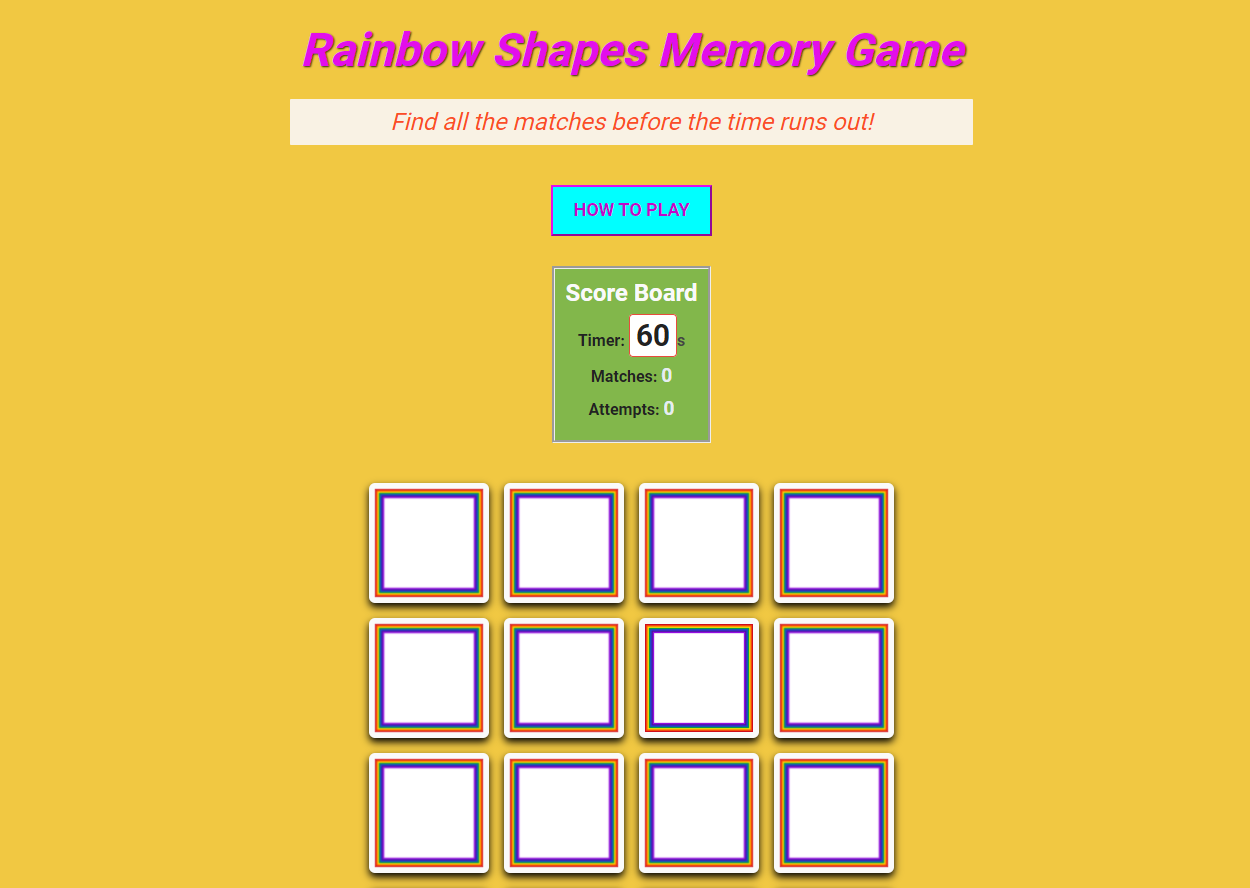 Rainbow Shapes Memory Game
Find all the matches before the time runs out!
HOW TO PLAY
Score Board
Timer: 60 s
Matches: 0
Attempts: 0